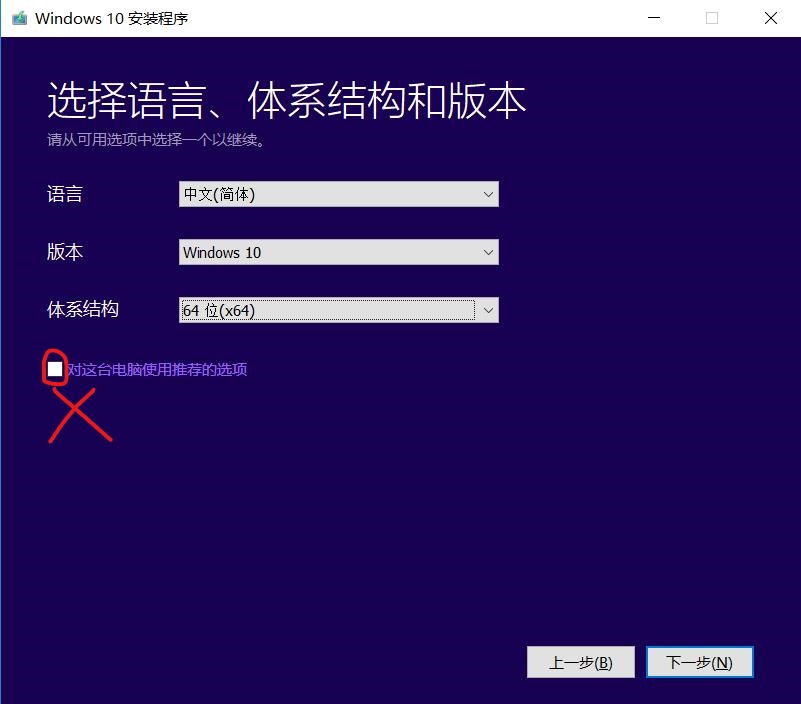 Windows 10 安装程序
选择语言、体系结构和版本
请从可用选项中选择一个以继续。
语言 中文(简体)
版本 Windows 10
体系结构 64 位(x64)
对这台电脑使用推荐的选项
上一步(B) 下一步(N)